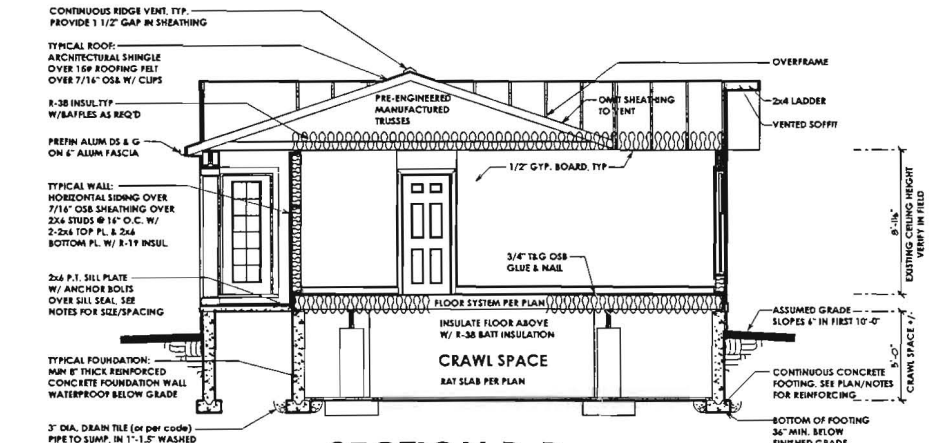 CONTINUOUS RIDGE VENT, TYP.
PROVIDE 1 1/2" GAP IN SHEATHING
TYPICAL ROOF:
ARCHITECTURAL SHINGLE
OVER 15# ROOFING FELT
OVER 7/16" OSB W/ CLIPS
R-38 INSUL.TYP
W/BAFFLES AS REQ'D
PREFIN ALUM DS & G
ON 6" ALUM FASCIA
TYPICAL WALL:
HORIZONTAL SIDING OVER
7/16" OSB SHEATHING OVER
2X6 STUDS @ 16" O.C. W/
2-2x6 TOP PL. & 2x6
BOTTOM PL. W/ R-19 INSUL.
2x6 P.T. SILL PLATE
W/ ANCHOR BOLTS
OVER SILL SEAL, SEE
NOTES FOR SIZE/SPACING
TYPICAL FOUNDATION:
MIN 8" THICK REINFORCED
CONCRETE FOUNDATION WALL
WATERPROOF BELOW GRADE
3" DIA. DRAIN TILE (or per code)
PIPE TO SUMP. IN 1"-1.5" WASHED
PRE-ENGINEERED
MANUFACTURED
TRUSSES
OMIT SHEATHING
TO VENT
1/2" GYP. BOARD, TYP
3/4" T&G OSB
GLUE & NAIL
FLOOR SYSTEM PER PLAN
INSULATE FLOOR ABOVE
W/ R-38 BATT INSULATION
CRAWL SPACE
RAT SLAB PER PLAN
OVERFRAME
2x4 LADDER
VENTED SOFFIT
EXISTING CEILING HEIGHT
VERIFY IN FIELD
ASSUMED GRADE
SLOPES 6" IN FIRST 10'-0"
5'-0"
CRAWL SPACE +/-
CONTINUOUS CONCRETE
FOOTING. SEE PLAN/NOTES
FOR REINFORCING
BOTTOM OF FOOTING
36" MIN. BELOW
FINISHED GRADE